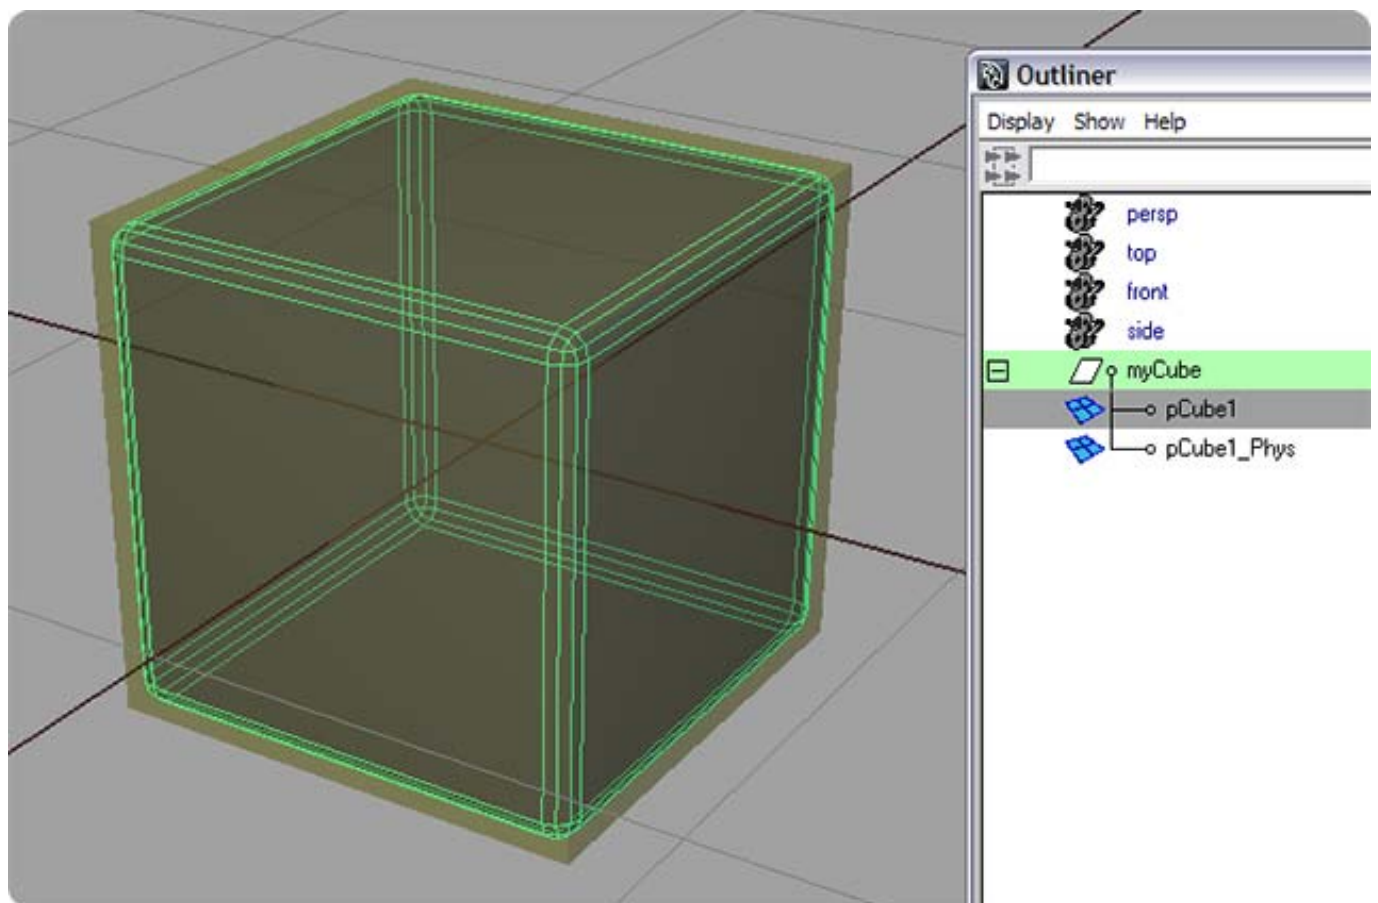 Outliner
Display Show Help
persp
top
front
side
myCube
pCube1
pCube1_Phys